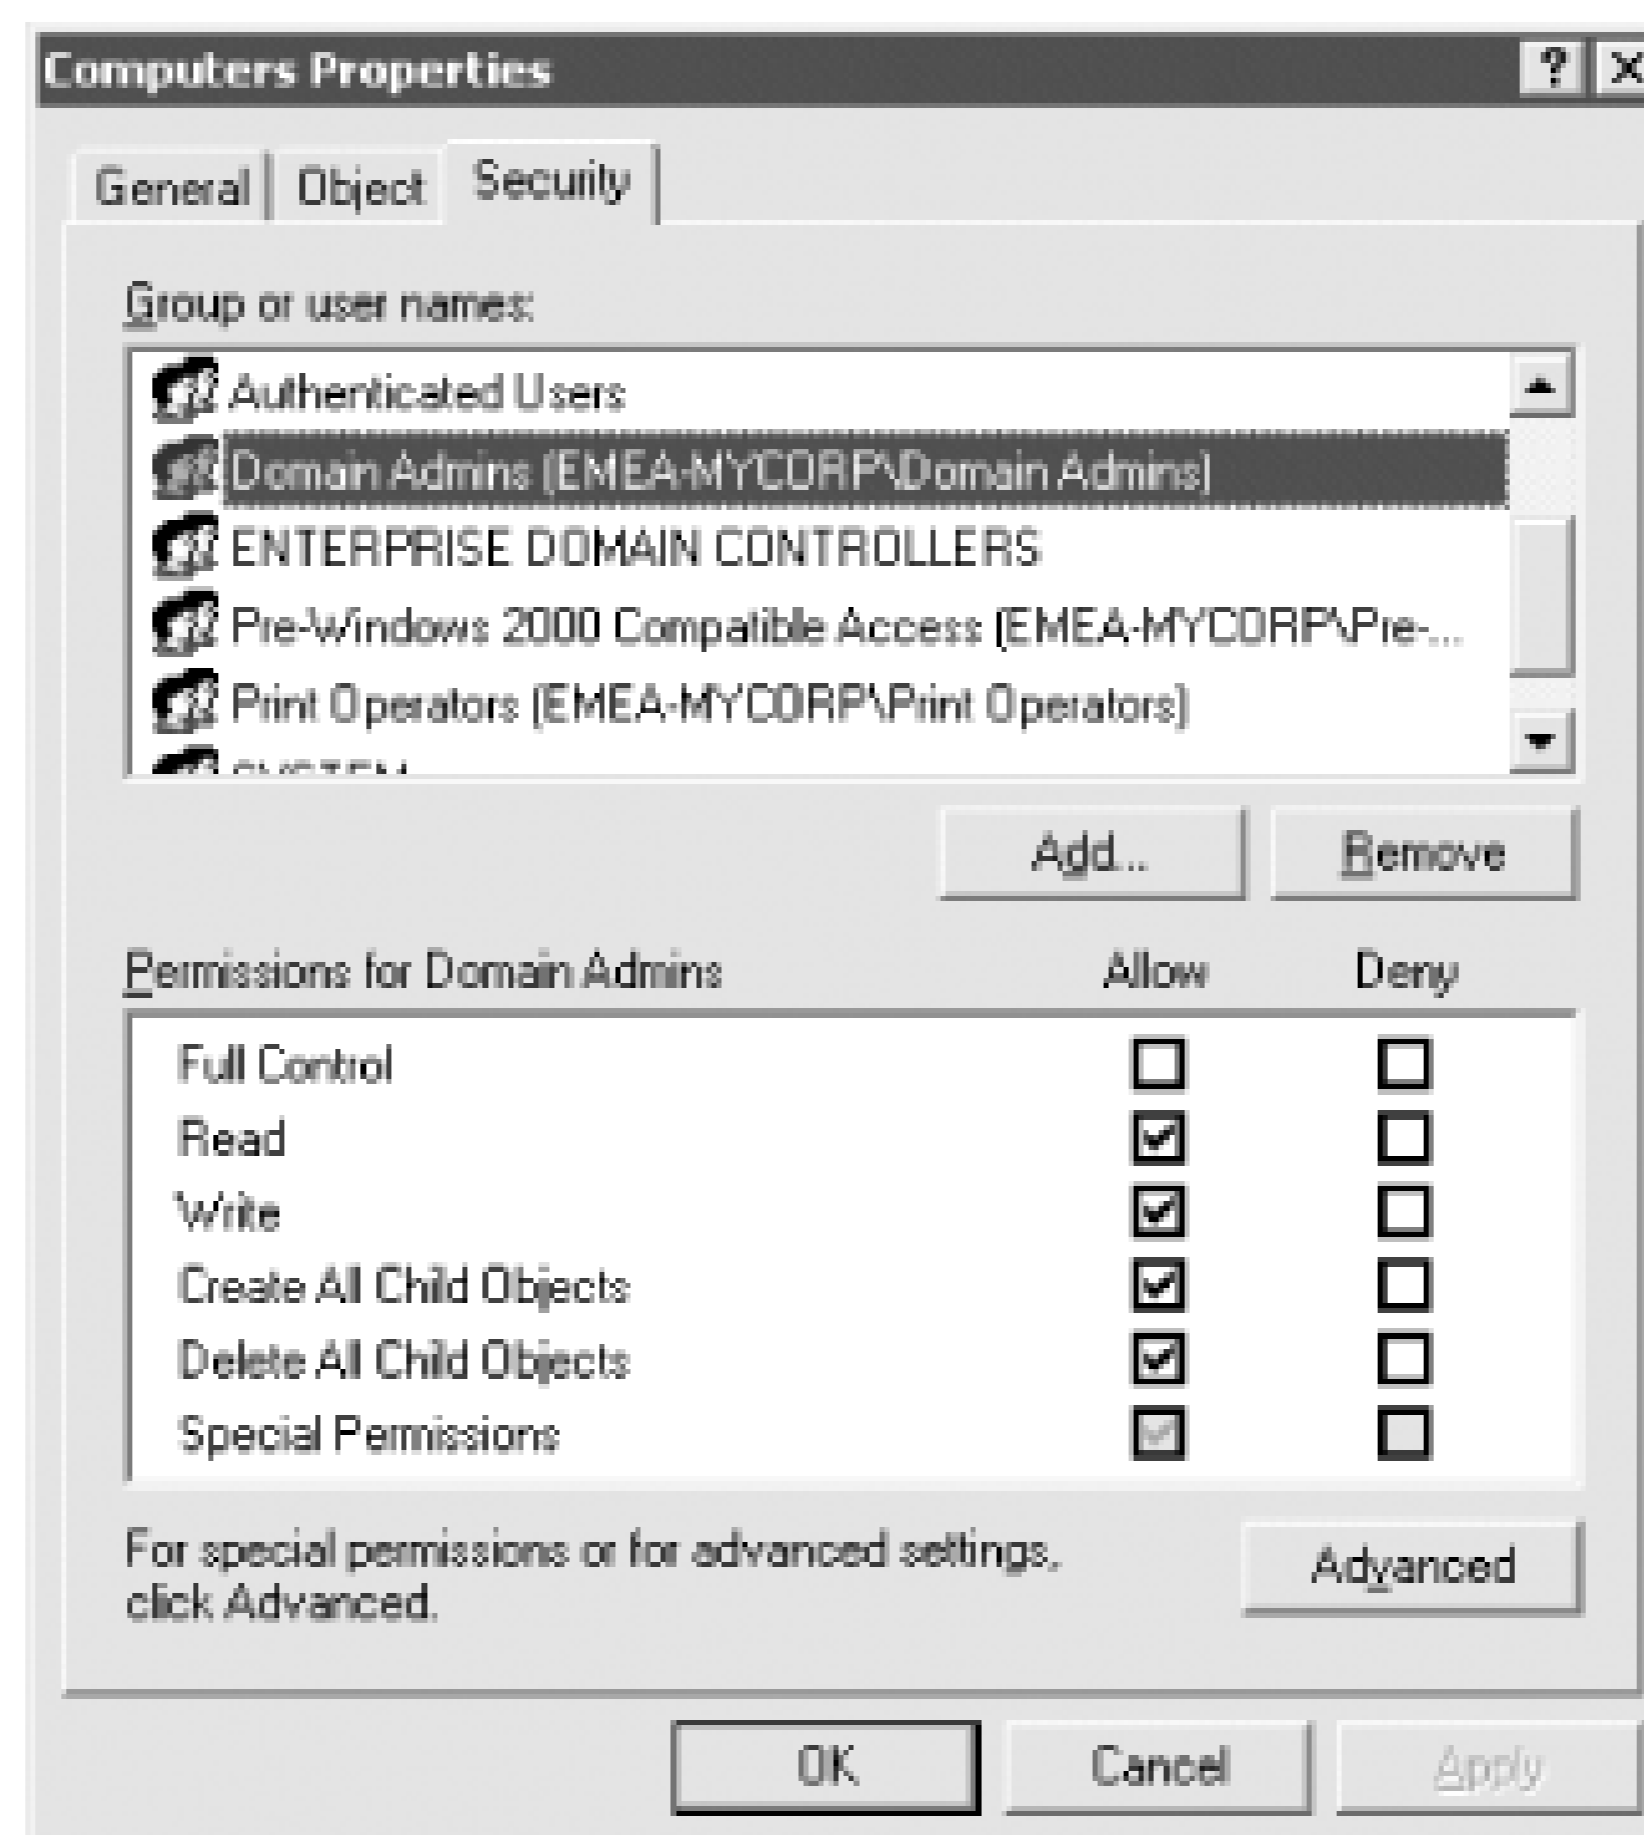 Computers Properties
General Object Security
Group or user names:
Authenticated Users
Domain Admins (EMEA-MYCORP\Domain Admins)
ENTERPRISE DOMAIN CONTROLLERS
Pre-Windows 2000 Compatible Access (EMEA-MYCORP\Pre-...
Print Operators (EMEA-MYCORP\Print Operators)
SYSTEM
Add... Remove
Permissions for Domain Admins Allow Deny
Full Control
Read
Write
Create All Child Objects
Delete All Child Objects
Special Permissions
For special permissions or for advanced settings,
click Advanced.
Advanced
OK Cancel Apply